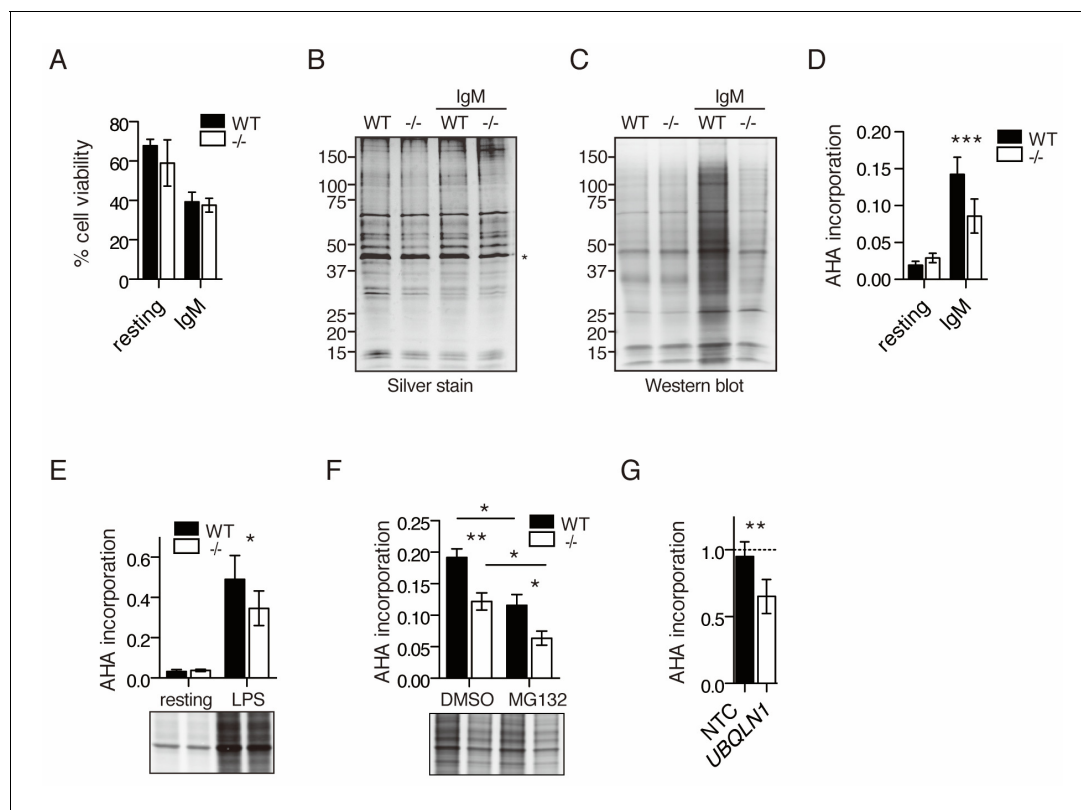 A
% cell viability
80
60
40
20
0
WT
-/-
resting
IgM
B
IgM
WT -/- WT -/-
150
100
75
50
37
25
20
15
*
Silver stain
C
IgM
WT -/- WT -/-
150
100
75
50
37
25
20
15
Western blot
D
AHA incorporation
0.20
0.15
0.10
0.05
0.00
***
WT
-/-
resting
IgM
E
AHA incorporation
0.6
0.4
0.2
0.0
WT
-/-
*
resting LPS
F
AHA incorporation
0.25
0.20
0.15
0.10
0.05
0.00
*
**
*
*
WT
-/-
DMSO MG132
G
AHA incorporation
1.0
0.5
0.0
**
NTC
UBQLN1